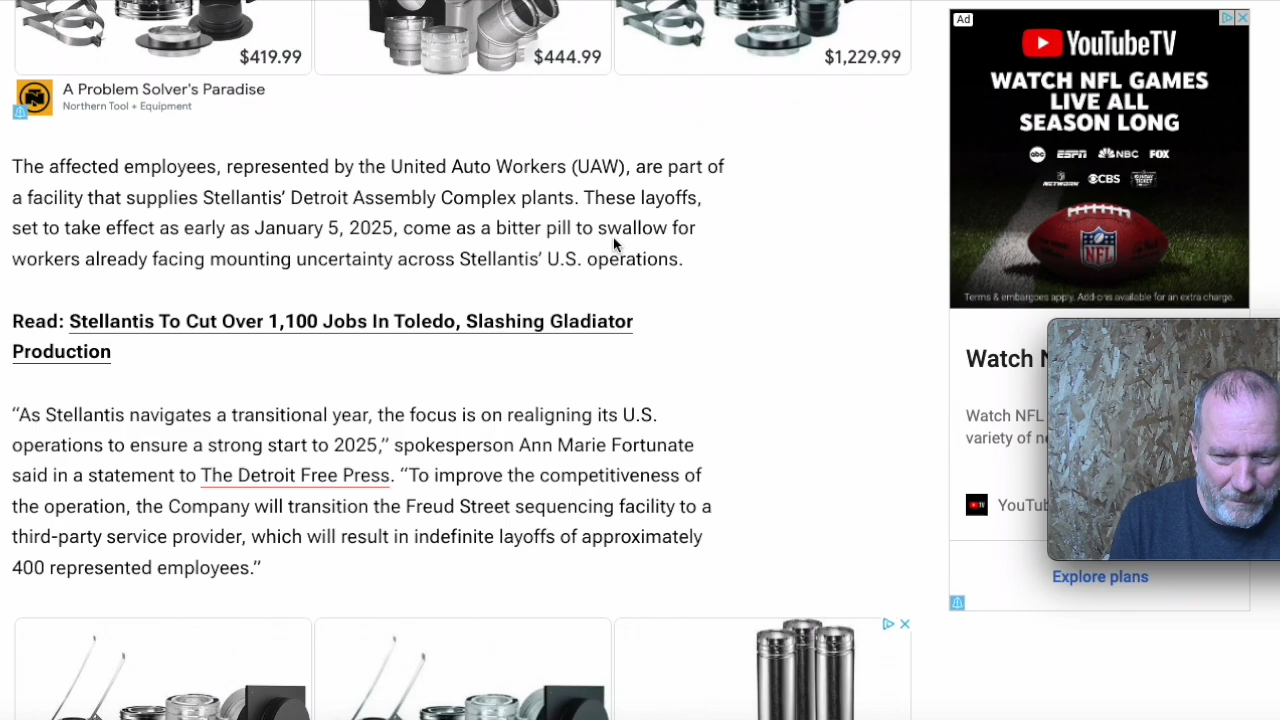 $419.99
$444.99
$1,229.99
A Problem Solver's Paradise
Northern Tool + Equipment
The affected employees, represented by the United Auto Workers (UAW), are part of
a facility that supplies Stellantis’ Detroit Assembly Complex plants. These layoffs,
set to take effect as early as January 5, 2025, come as a bitter pill to swallow for
workers already facing mounting uncertainty across Stellantis’ U.S. operations.
Read: Stellantis To Cut Over 1,100 Jobs In Toledo, Slashing Gladiator
Production
“As Stellantis navigates a transitional year, the focus is on realigning its U.S.
operations to ensure a strong start to 2025,” spokesperson Ann Marie Fortunate
said in a statement to The Detroit Free Press. “To improve the competitiveness of
the operation, the Company will transition the Freud Street sequencing facility to a
third-party service provider, which will result in indefinite layoffs of approximately
400 represented employees.”
Ad
YouTubeTV
WATCH NFL GAMES
LIVE ALL
SEASON LONG
abc ESPN NBC FOX
NETWORK CBS SUNDAY TICKET
NFL
Terms & embargoes apply. Add-ons available for an extra charge.
Watch N
Watch NFL
variety of ne
YouTub
Explore plans